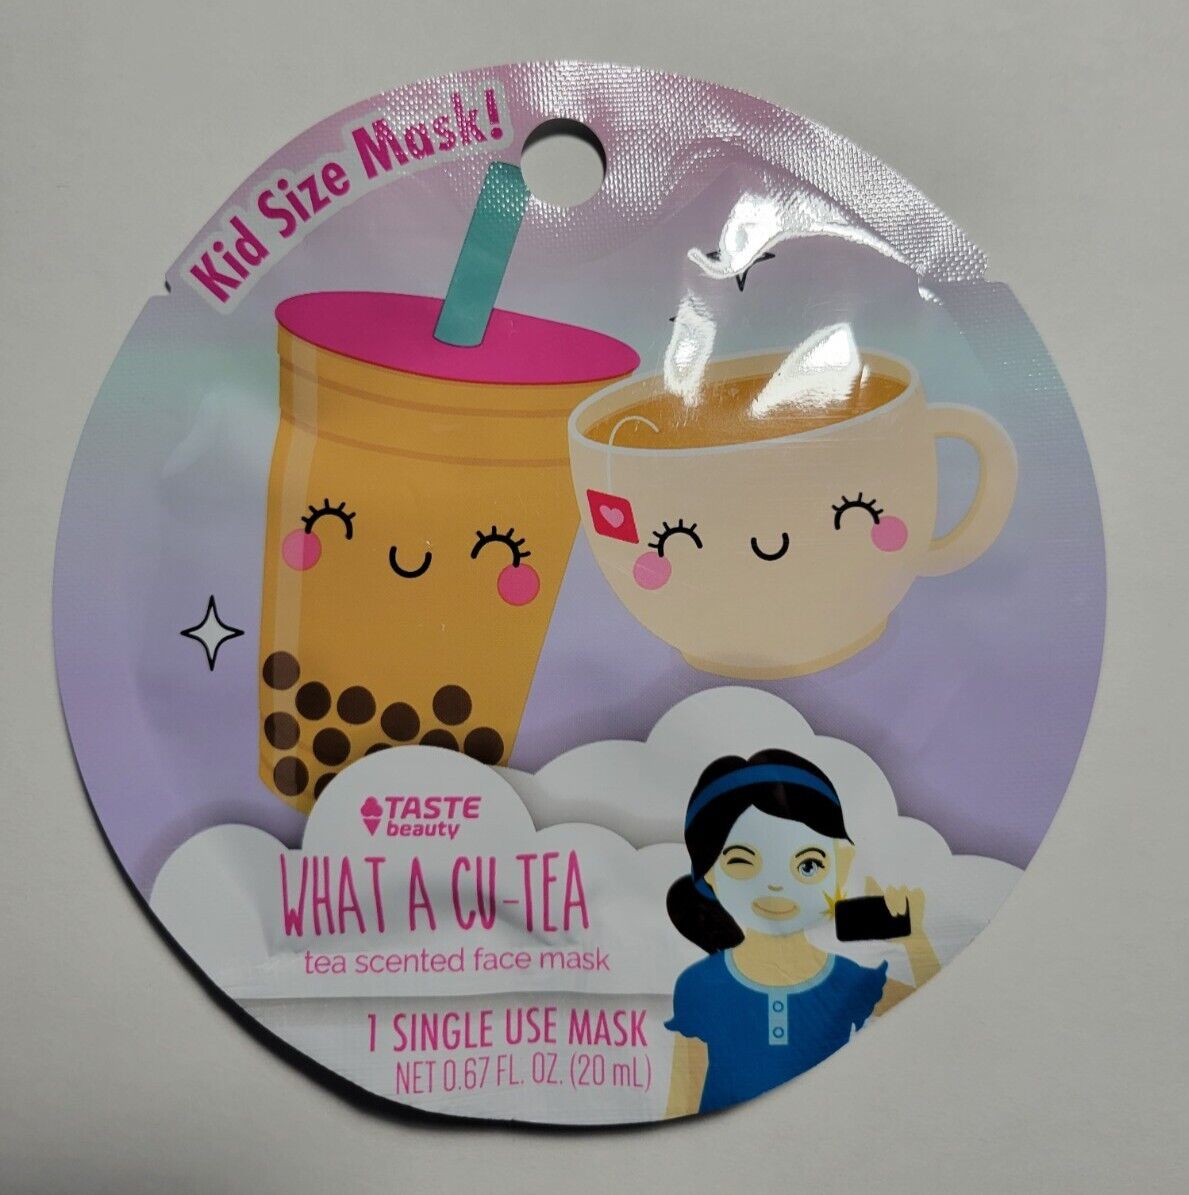 Kid Size Mask!
TASTE
beauty
WHAT A CU-TEA
tea scented face mask
1 SINGLE USE MASK
NET 0.67 FL. OZ. (20 mL)